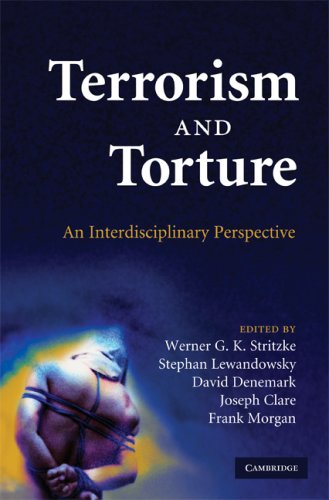 Terrorism
AND
Torture
An Interdisciplinary Perspective
EDITED BY
Werner G. K. Stritzke
Stephan Lewandowsky
David Denemark
Joseph Clare
Frank Morgan
CAMBRIDGE